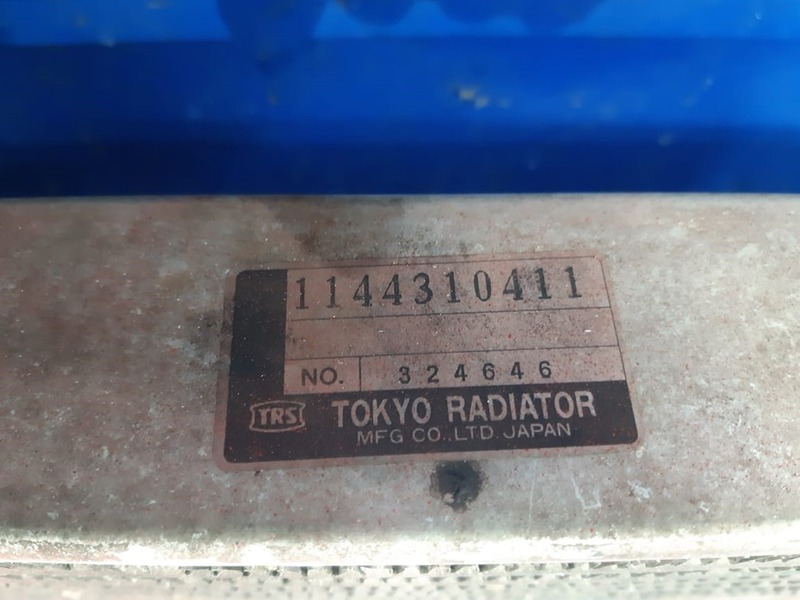 1144310411
NO. 324646
TRS TOKYO RADIATOR
MFG CO., LTD. JAPAN